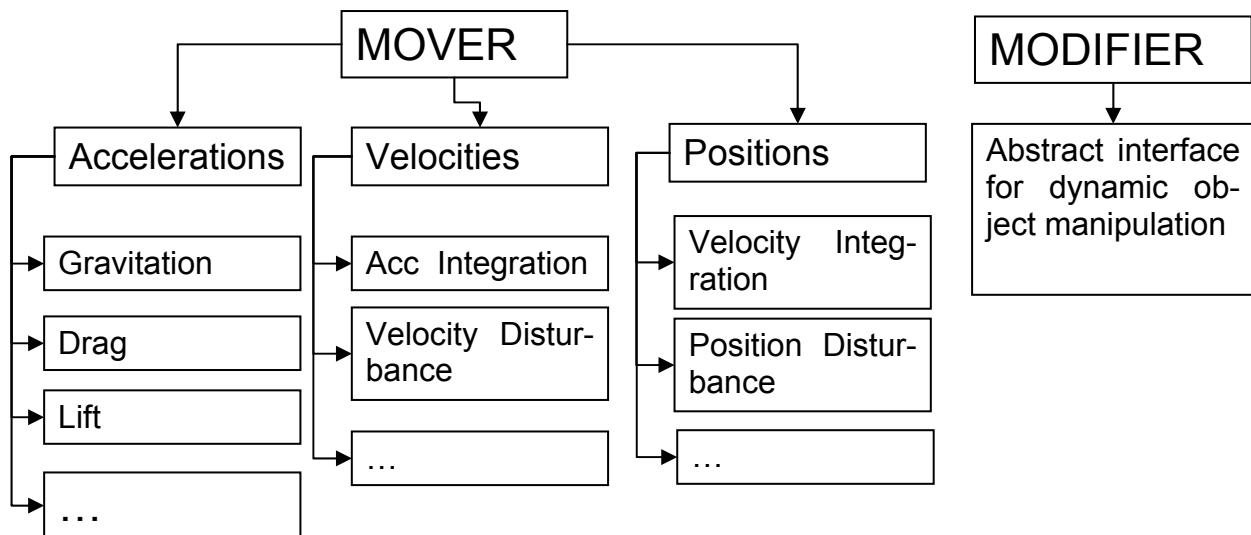 MOVER
MODIFIER
Accelerations
Gravitation
Drag
Lift
...
Velocities
Acc Integration
Velocity Distur-
bance
...
Positions
Velocity Integ-
ration
Position Distur-
bance
...
Abstract interface
for dynamic ob-
ject manipulation